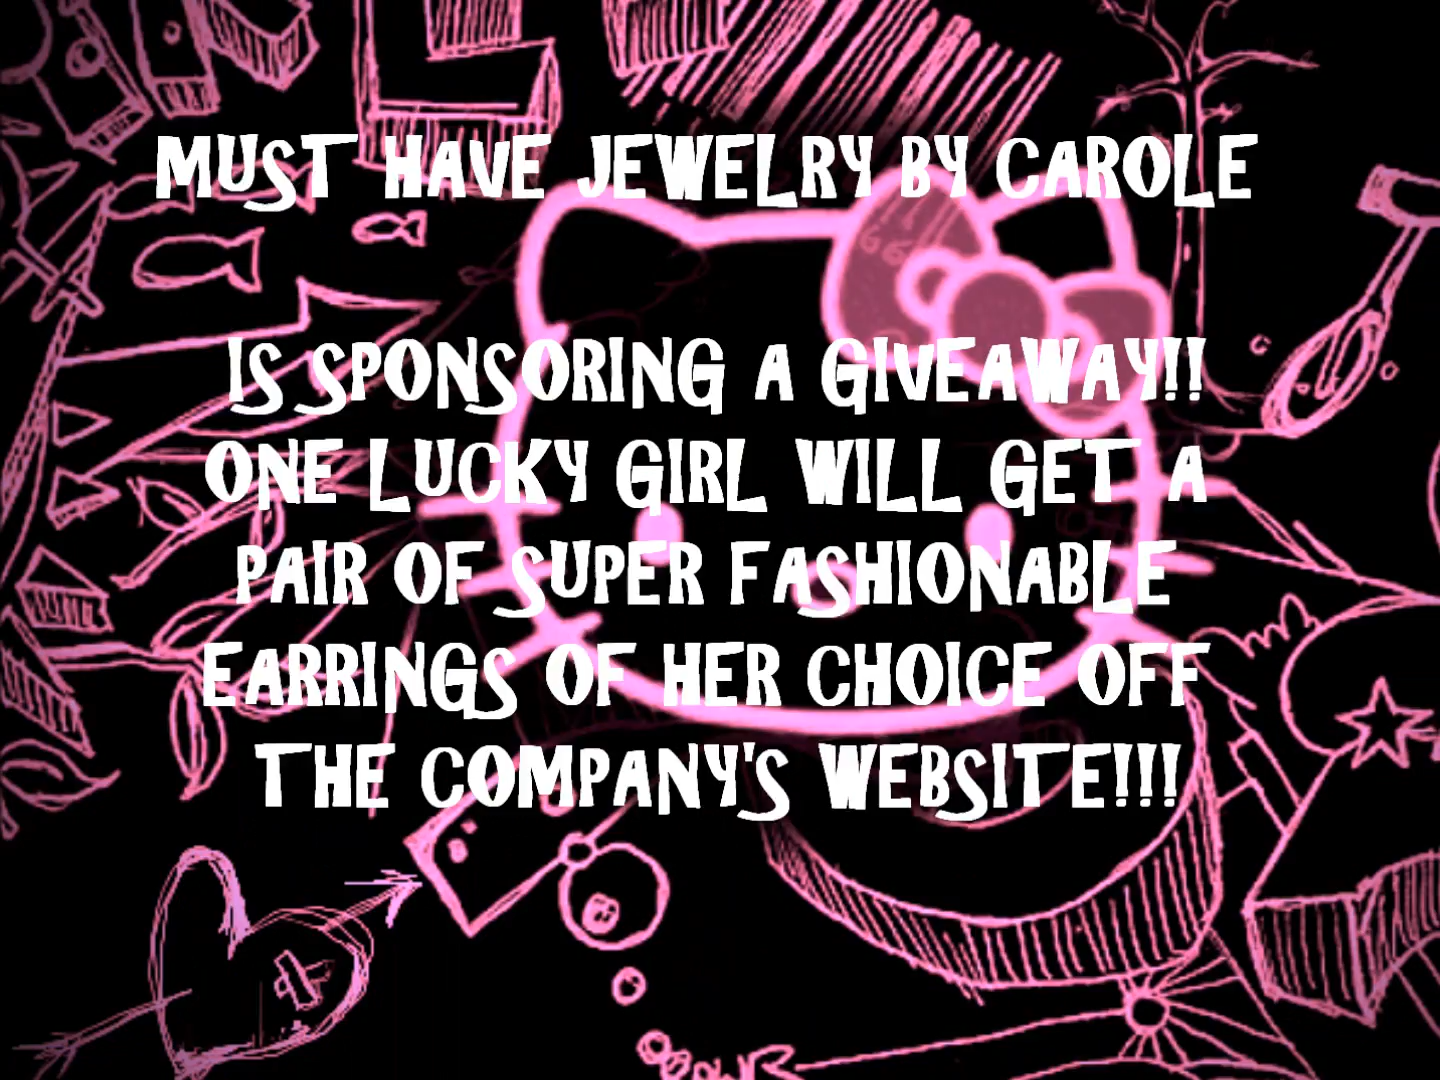 MUST HAVE JEWELRY BY CAROLE
IS SPONSORING A GIVEAWAY!!
ONE LUCKY GIRL WILL GET A
PAIR OF SUPER FASHIONABLE
EARRINGS OF HER CHOICE OFF
THE COMPANY'S WEBSITE!!!